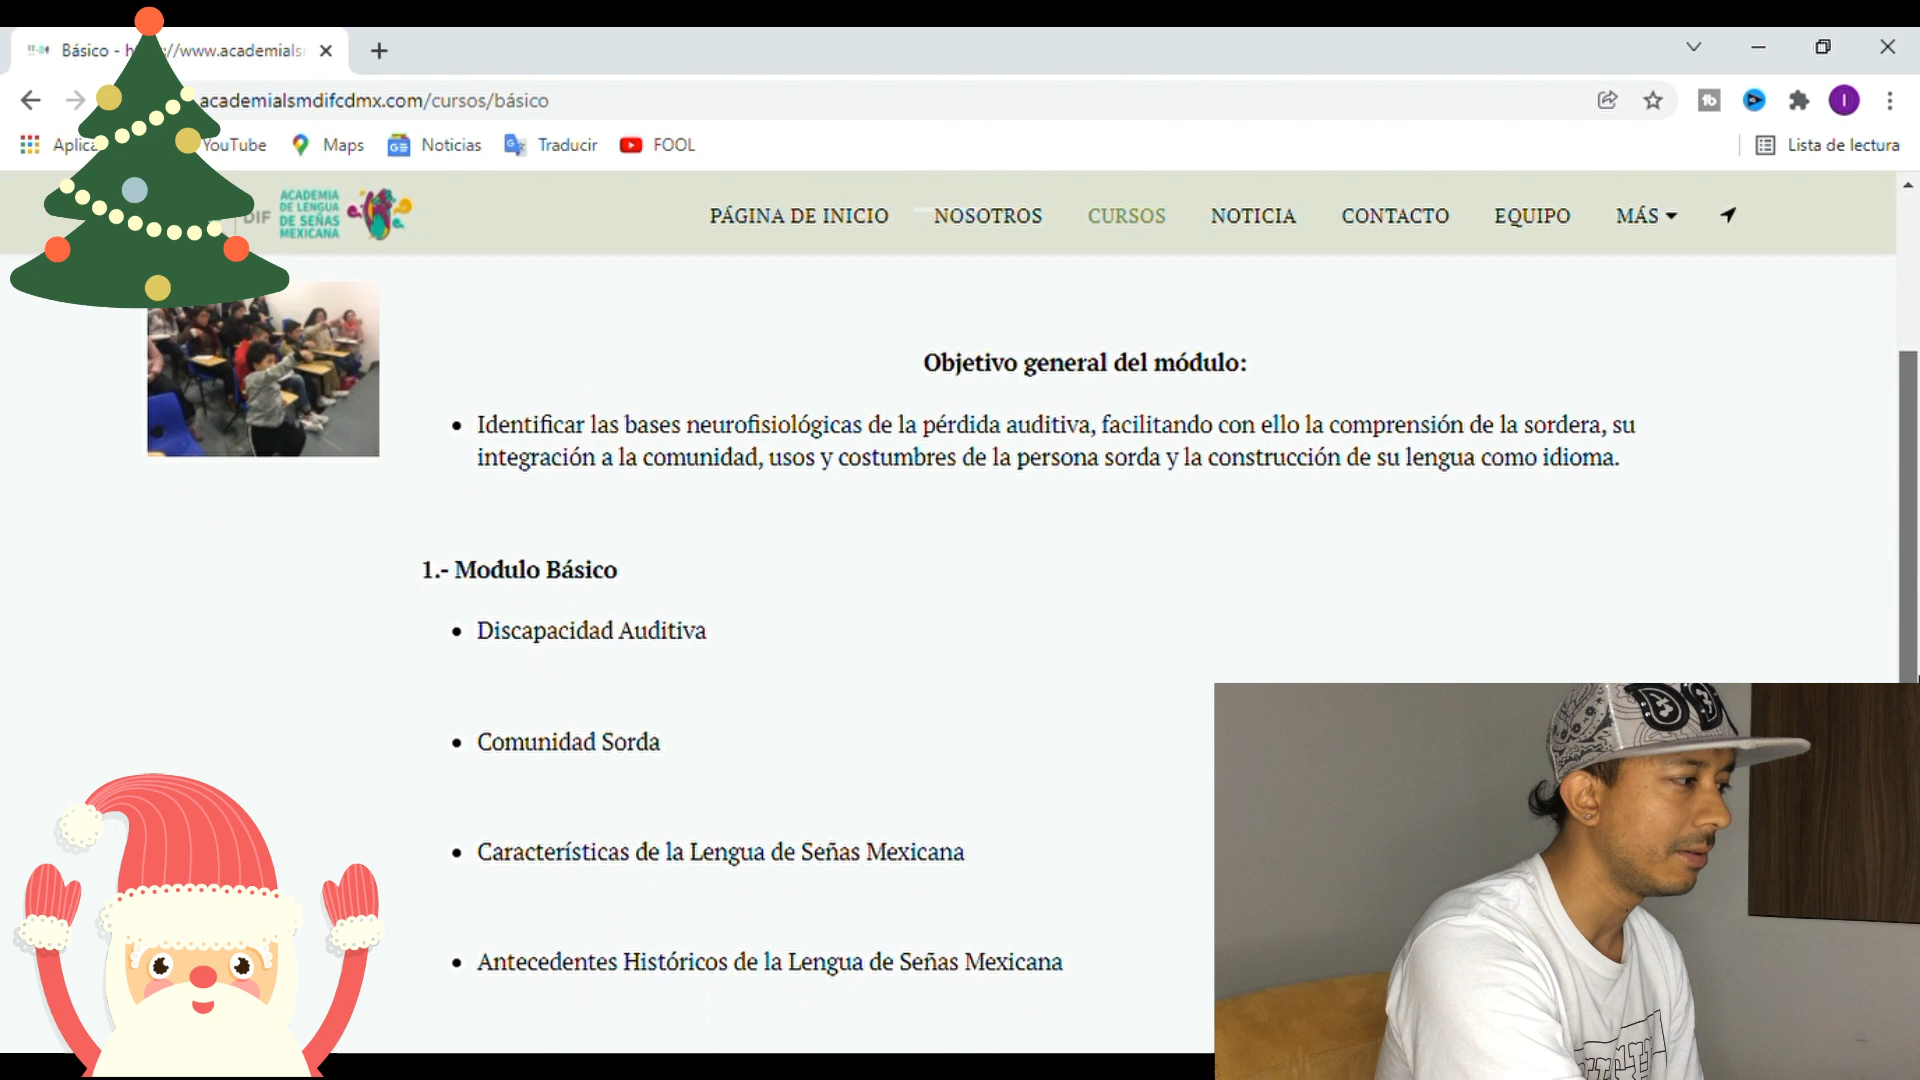 Básico - h
//www.academials
academialsmdifcdmx.com/cursos/básico
Aplica
YouTube
Maps
Noticias
Traducir
FOOL
Lista de lectura
DIF
ACADEMIA
DE LENGUA
DE SEÑAS
MEXICANA
PÁGINA DE INICIO
NOSOTROS
CURSOS
NOTICIA
CONTACTO
EQUIPO
MÁS
Objetivo general del módulo:
Identificar las bases neurofisiológicas de la pérdida auditiva, facilitando con ello la comprensión de la sordera, su
integración a la comunidad, usos y costumbres de la persona sorda y la construcción de su lengua como idioma.
1.- Modulo Básico
Discapacidad Auditiva
Comunidad Sorda
Características de la Lengua de Señas Mexicana
Antecedentes Históricos de la Lengua de Señas Mexicana